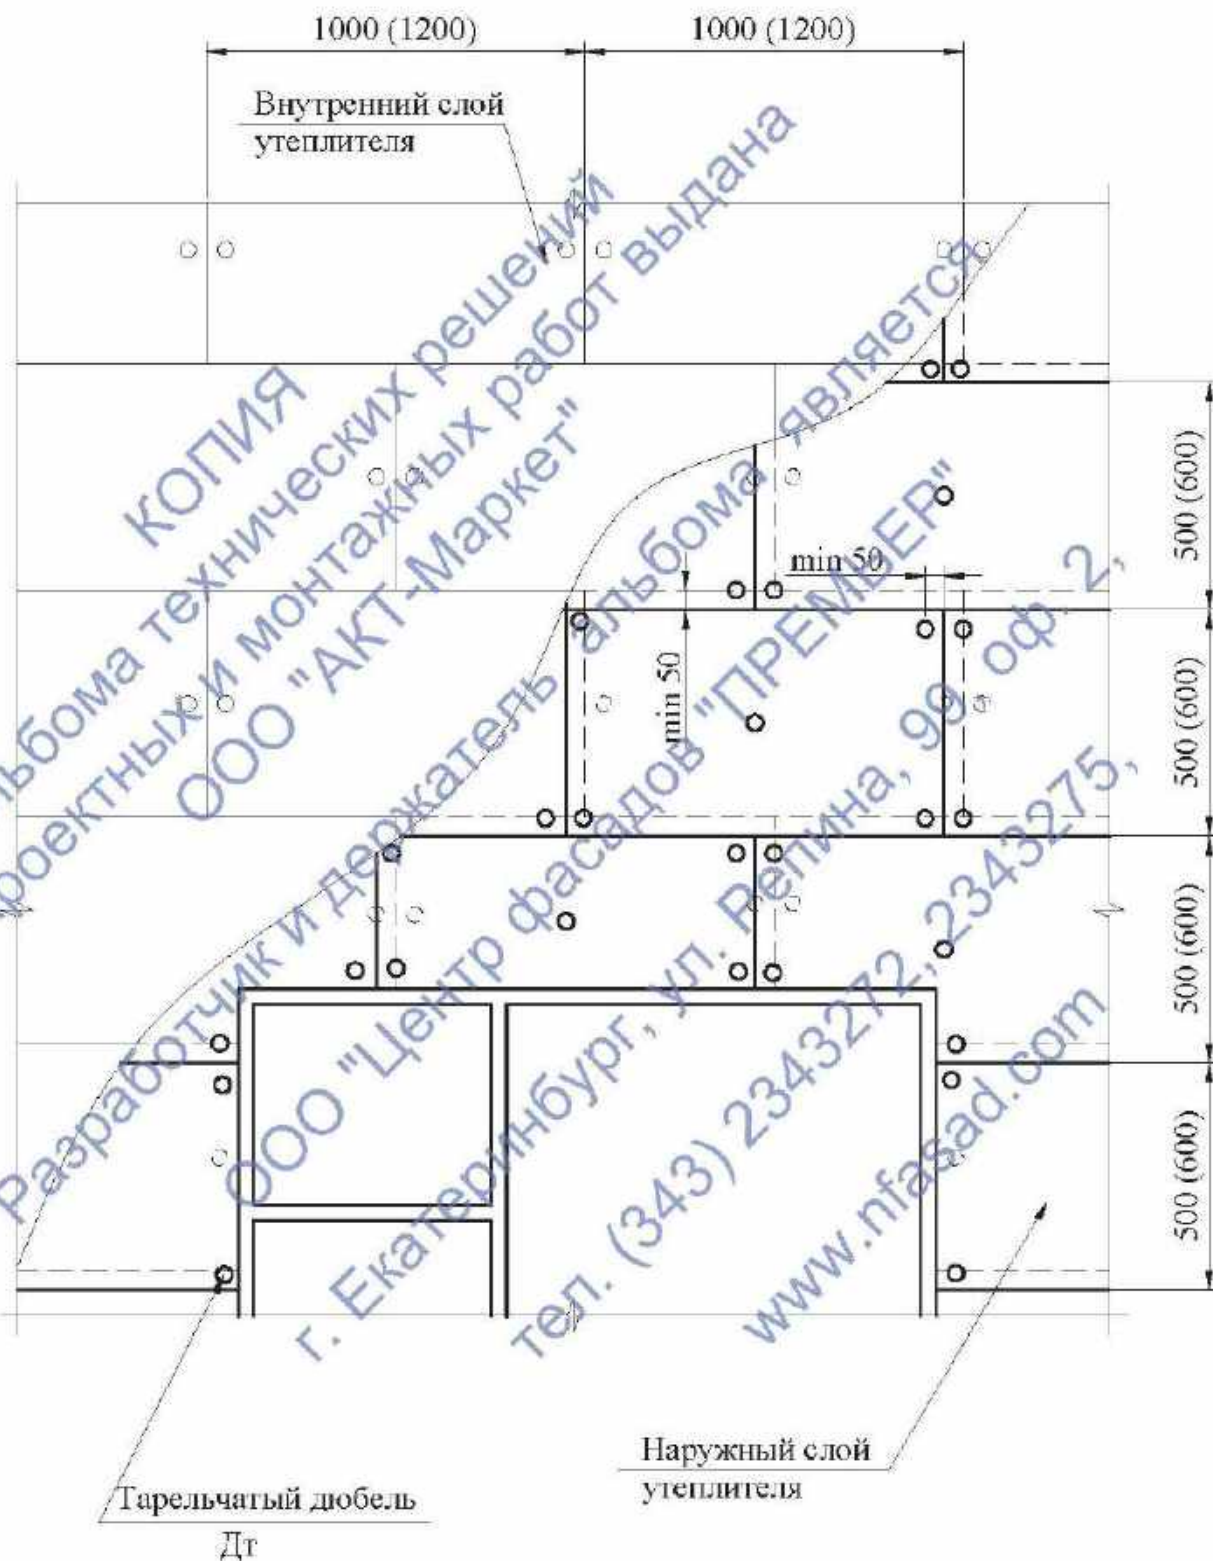 1000 (1200)
1000 (1200)
Внутренний слой
утеплителя
КОПИЯ
альбома технических решений
проектных и монтажных работ выдана
ООО "АКТ-Маркет"
Разработчик и держатель альбома является
ООО "Центр фасадов "ПРЕМЬЕР"
г. Екатеринбург, ул. Репина, 99, оф. 2,
тел. (343) 2343272, 2343275,
www.nfasad.com
500 (600)
min 50
min 50
500 (600)
500 (600)
500 (600)
Наружный слой
утеплителя
Тарельчатый дюбель
Дт